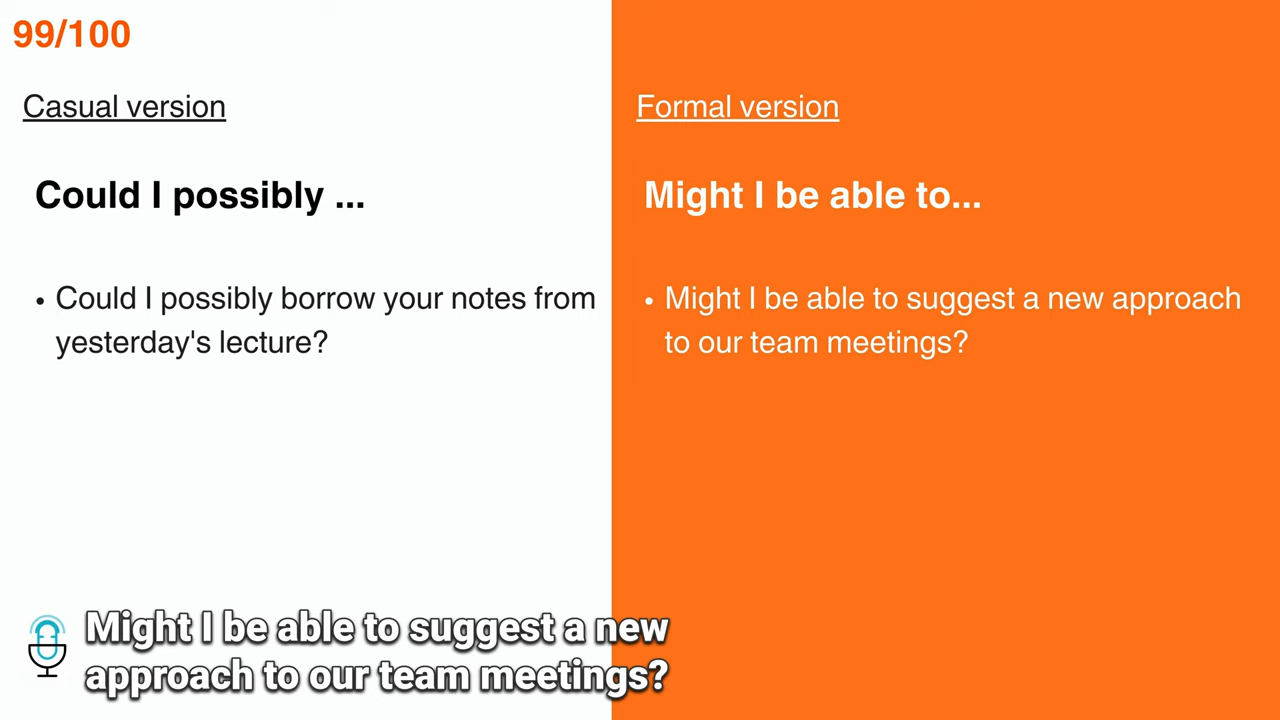 99/100
Casual version
Could I possibly ...
• Could I possibly borrow your notes from
yesterday's lecture?
Formal version
Might I be able to...
• Might I be able to suggest a new approach
to our team meetings?
Might I be able to suggest a new
approach to our team meetings?